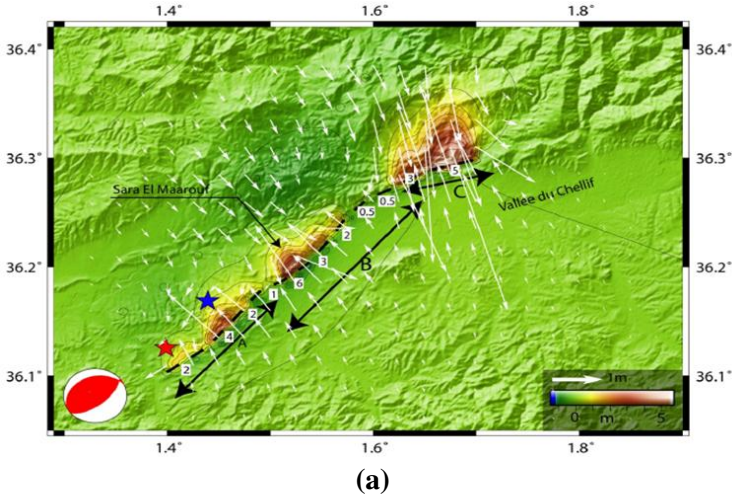 1.4° 1.6° 1.8°
36.4° 36.4°
36.3° 36.3°
5
3
C
Sara El Maarouf
Vallée du Chellif
0.5
0.5
2
3
B
36.2° 36.2°
6
1
2
4
A
2
36.1° 36.1°
1m
0 m 5
1.4° 1.6° 1.8°
(a)